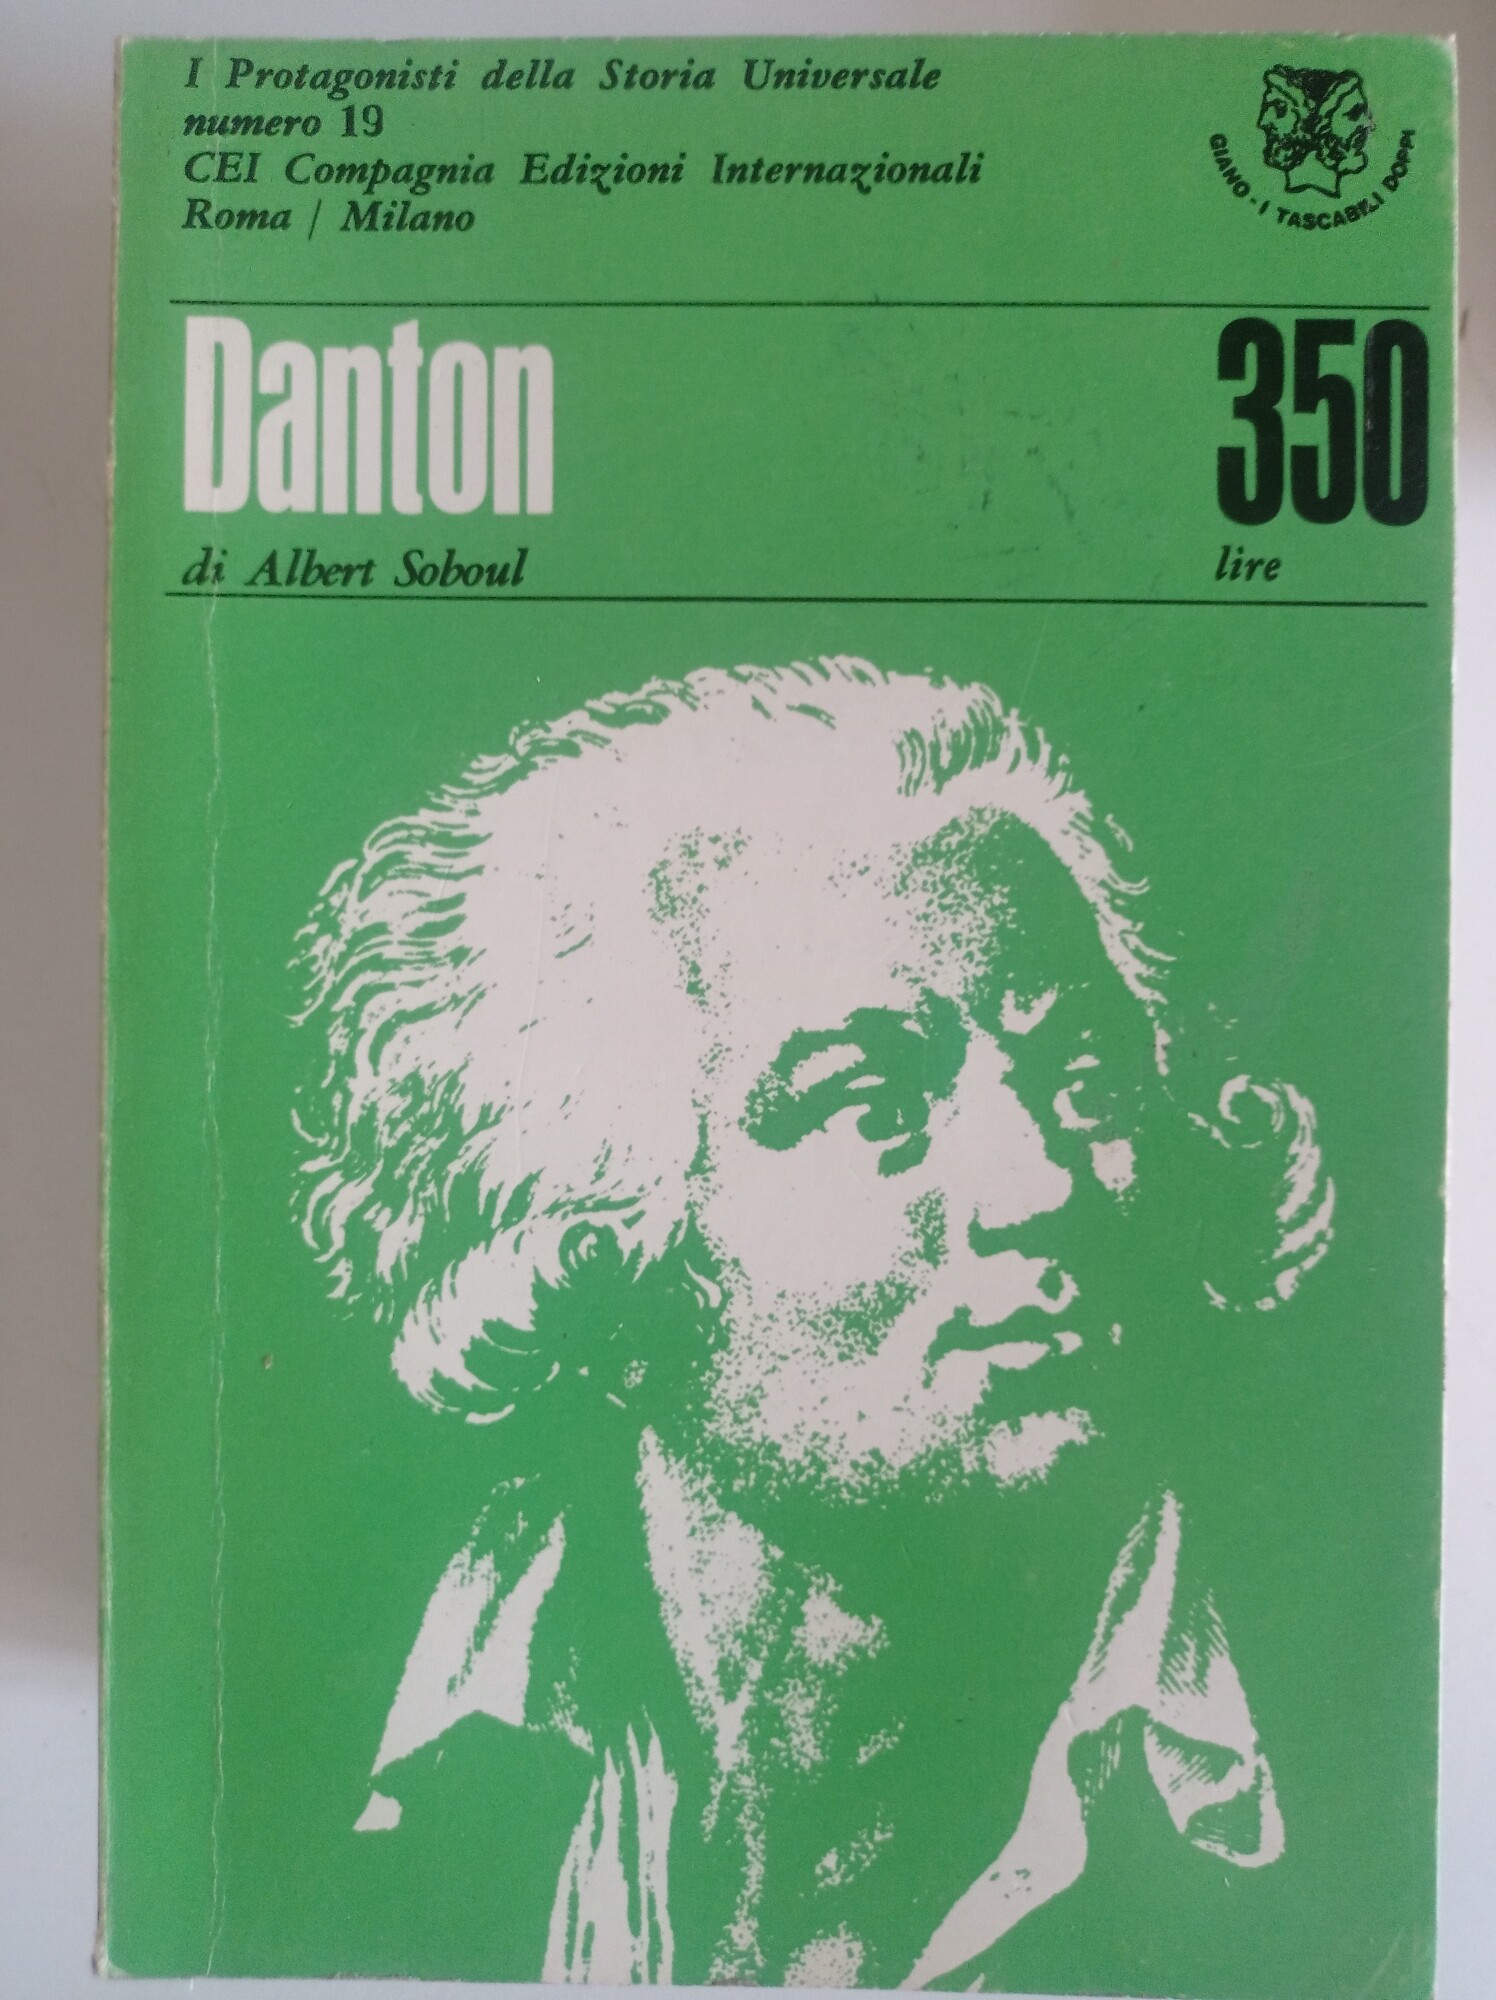 I Protagonisti della Storia Universale
numero 19
CEI Compagnia Edizioni Internazionali
Roma / Milano
GIANO - I TASCABILI DOPPI
Danton
350
di Albert Soboul
lire